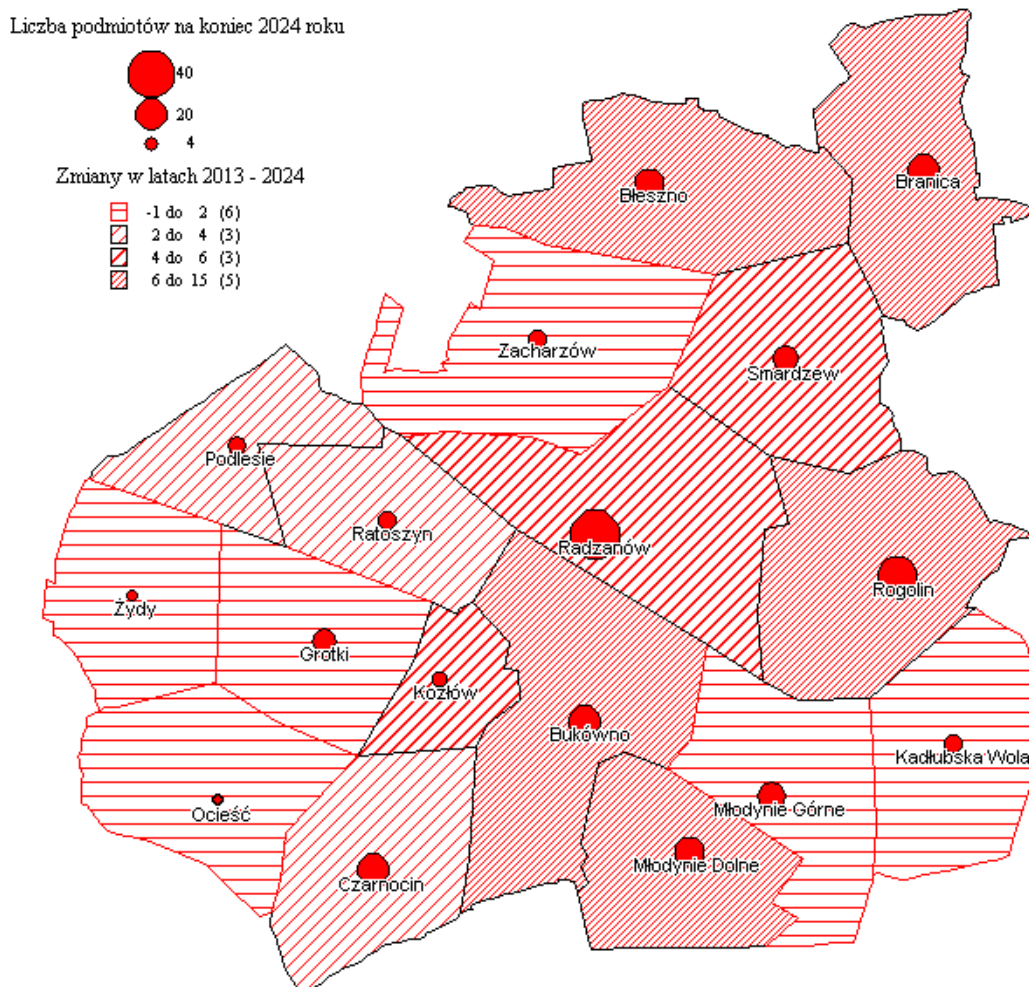 Liczba podmiotów na koniec 2024 roku
40
20
4
Zmiany w latach 2013 - 2024
-1 do 2 (6)
2 do 4 (3)
4 do 6 (3)
6 do 15 (5)
Branica
Błeszno
Zacharzów
Smardzew
Podlesie
Ratoszyn
Radzanów
Rogolin
Żydy
Grotki
Kozłów
Bukówno
Kadłubska Wola
Ocieść
Młodynie Górne
Młodynie Dolne
Czarnocin